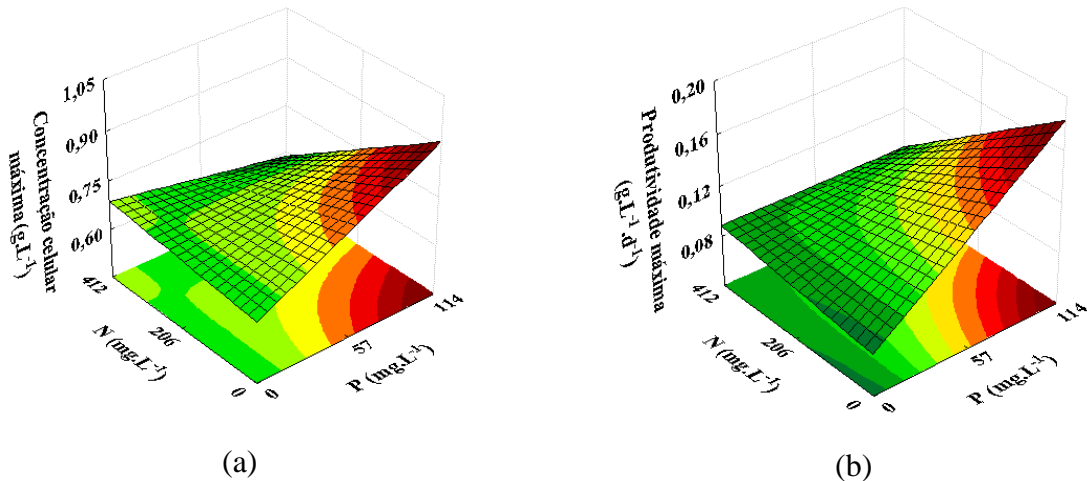 1,05
0,90
0,75
0,60
Concentração celular
máxima (g.L⁻¹)
412
206
0
N (mg.L⁻¹)
0
57
114
P (mg.L⁻¹)
(a)
0,20
0,16
0,12
0,08
Produtividade máxima
(g.L⁻¹.d⁻¹)
412
206
0
N (mg.L⁻¹)
0
57
114
P (mg.L⁻¹)
(b)